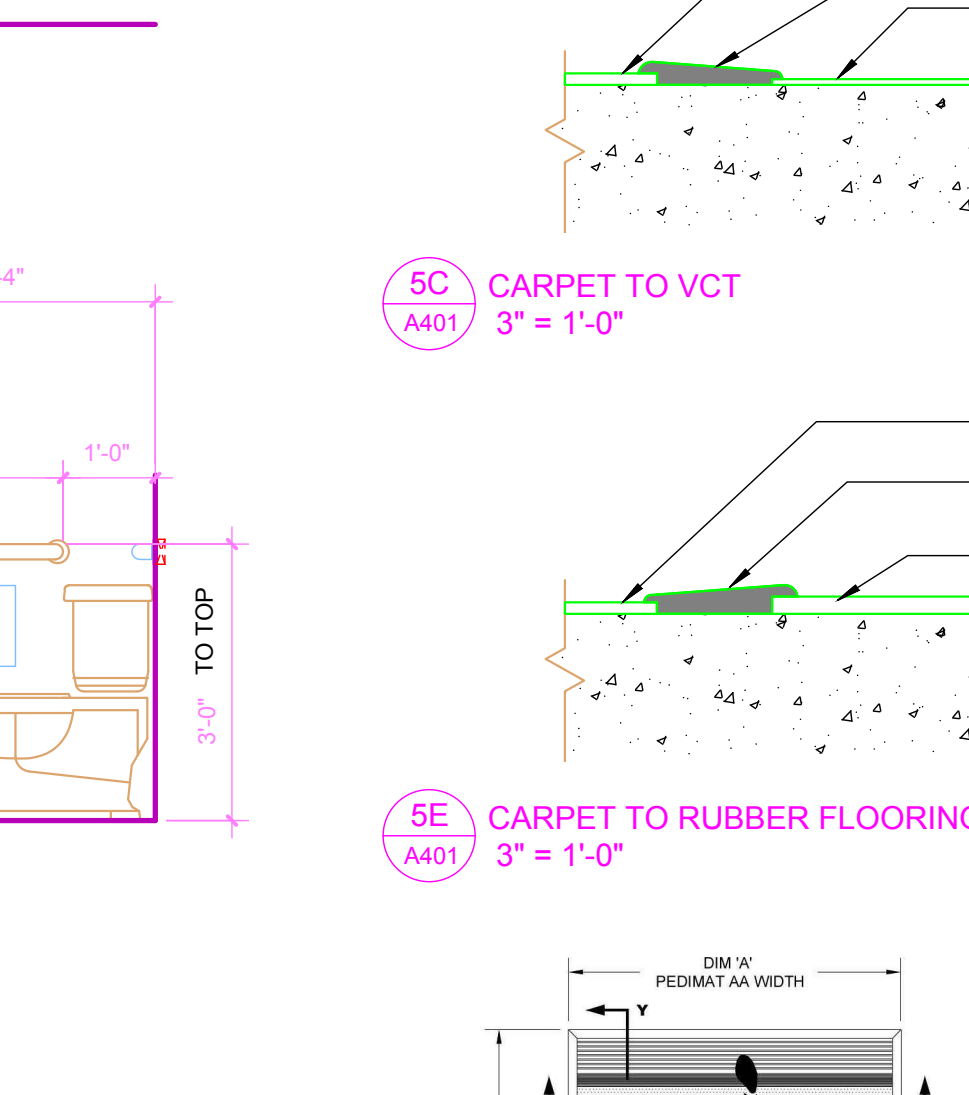 -4"
1'-0"
TO TOP
3'-0"
5C
A401
CARPET TO VCT
3" = 1'-0"
5E
A401
CARPET TO RUBBER FLOORING
3" = 1'-0"
DIM 'A'
PEDIMAT AA WIDTH
Y